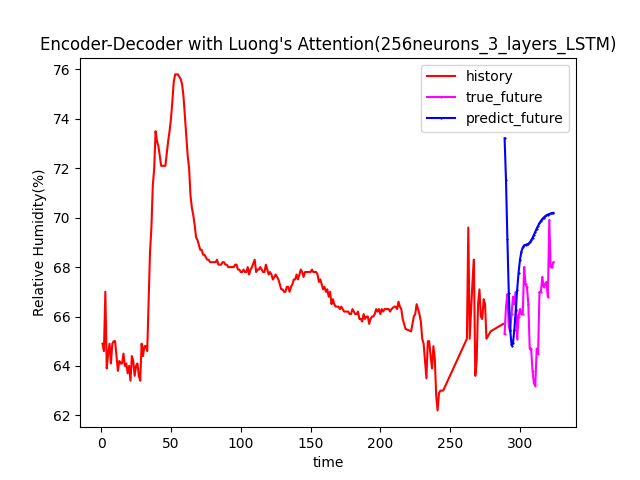 Encoder-Decoder with Luong's Attention(256neurons_3_layers_LSTM)
history
true_future
predict_future
Relative Humidity(%)
76
74
72
70
68
66
64
62
0 50 100 150 200 250 300
time